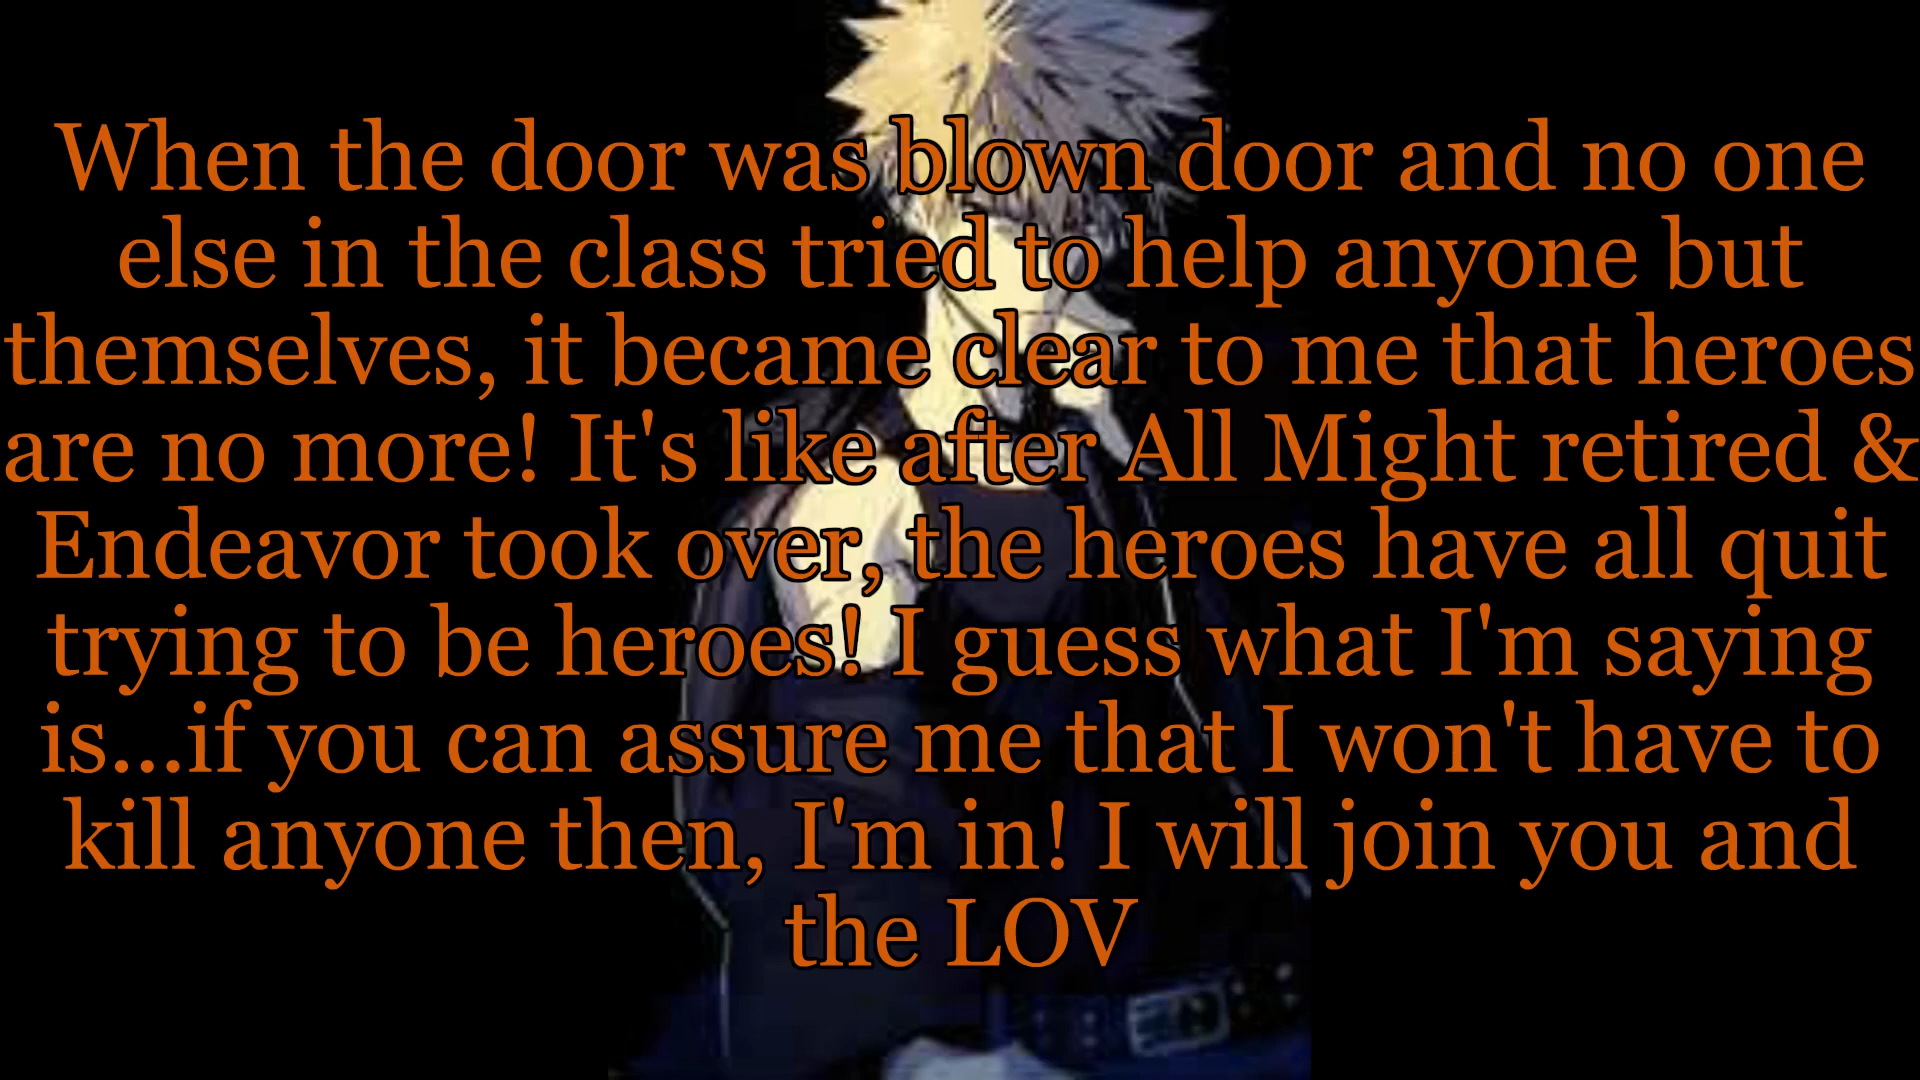 When the door was blown door and no one
else in the class tried to help anyone but
themselves, it became clear to me that heroes
are no more! It's like after All Might retired &
Endeavor took over, the heroes have all quit
trying to be heroes! I guess what I'm saying
is...if you can assure me that I won't have to
kill anyone then, I'm in! I will join you and
the LOV